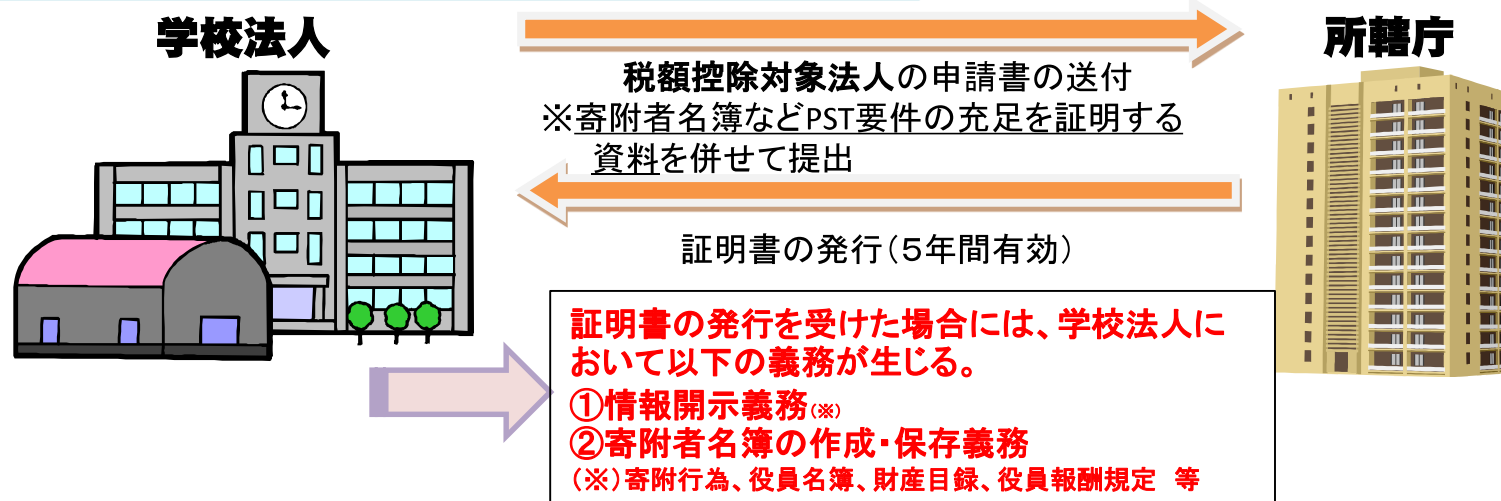 学校法人
所轄庁
税額控除対象法人の申請書の送付
※寄附者名簿などPST要件の充足を証明する
資料を併せて提出
証明書の発行（５年間有効）
証明書の発行を受けた場合には、学校法人に
おいて以下の義務が生じる。
①情報開示義務（※）
②寄附者名簿の作成・保存義務
（※）寄附行為、役員名簿、財産目録、役員報酬規定　等